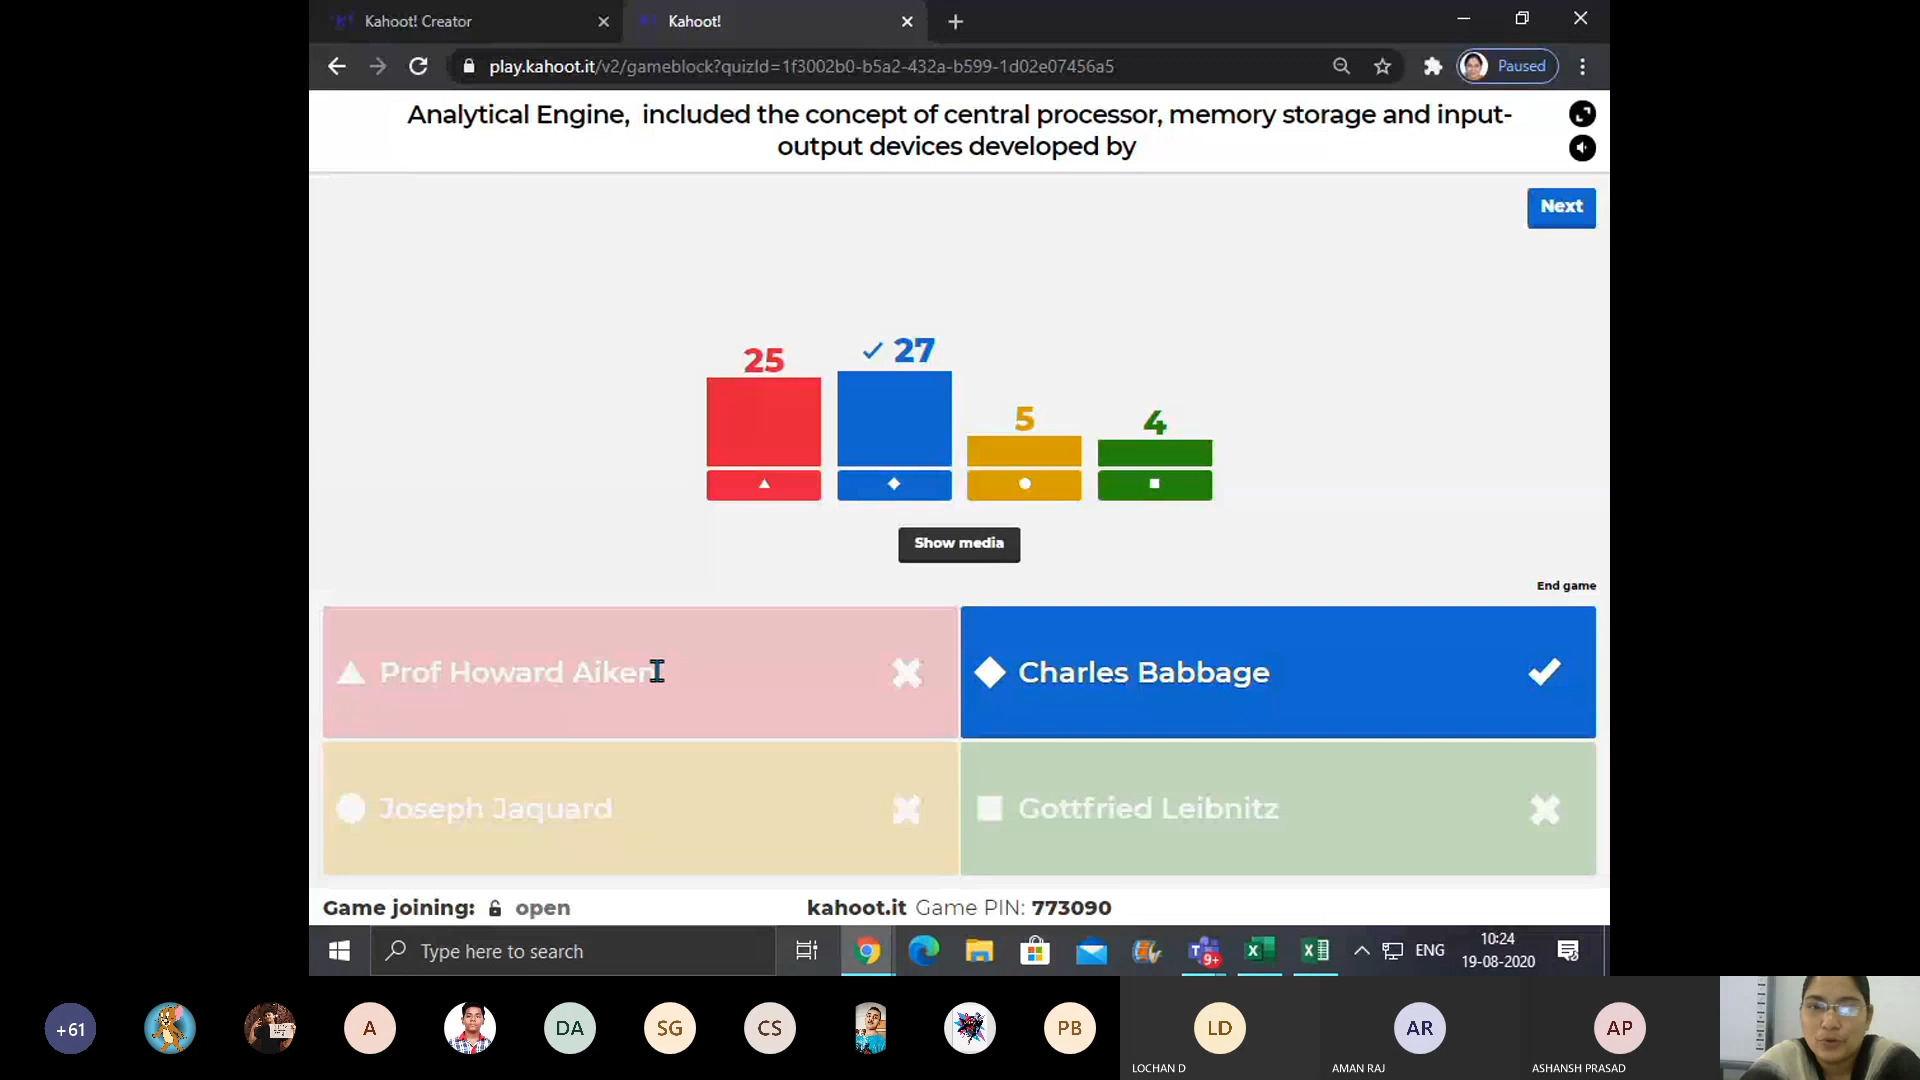 Kahoot! Creator
Kahoot!
play.kahoot.it/v2/gameblock?quizId=1f3002b0-b5a2-432a-b599-1d02e07456a5
Paused
Analytical Engine, included the concept of central processor, memory storage and input-
output devices developed by
Next
25
27
5
4
Show media
End game
Prof Howard Aiken
Charles Babbage
Joseph Jaquard
Gottfried Leibnitz
Game joining: open
kahoot.it Game PIN: 773090
Type here to search
9+
ENG
10:24
19-08-2020
+61
A
DA
SG
CS
PB
LD
AR
AP
LOCHAN D
AMAN RAJ
ASHANSH PRASAD